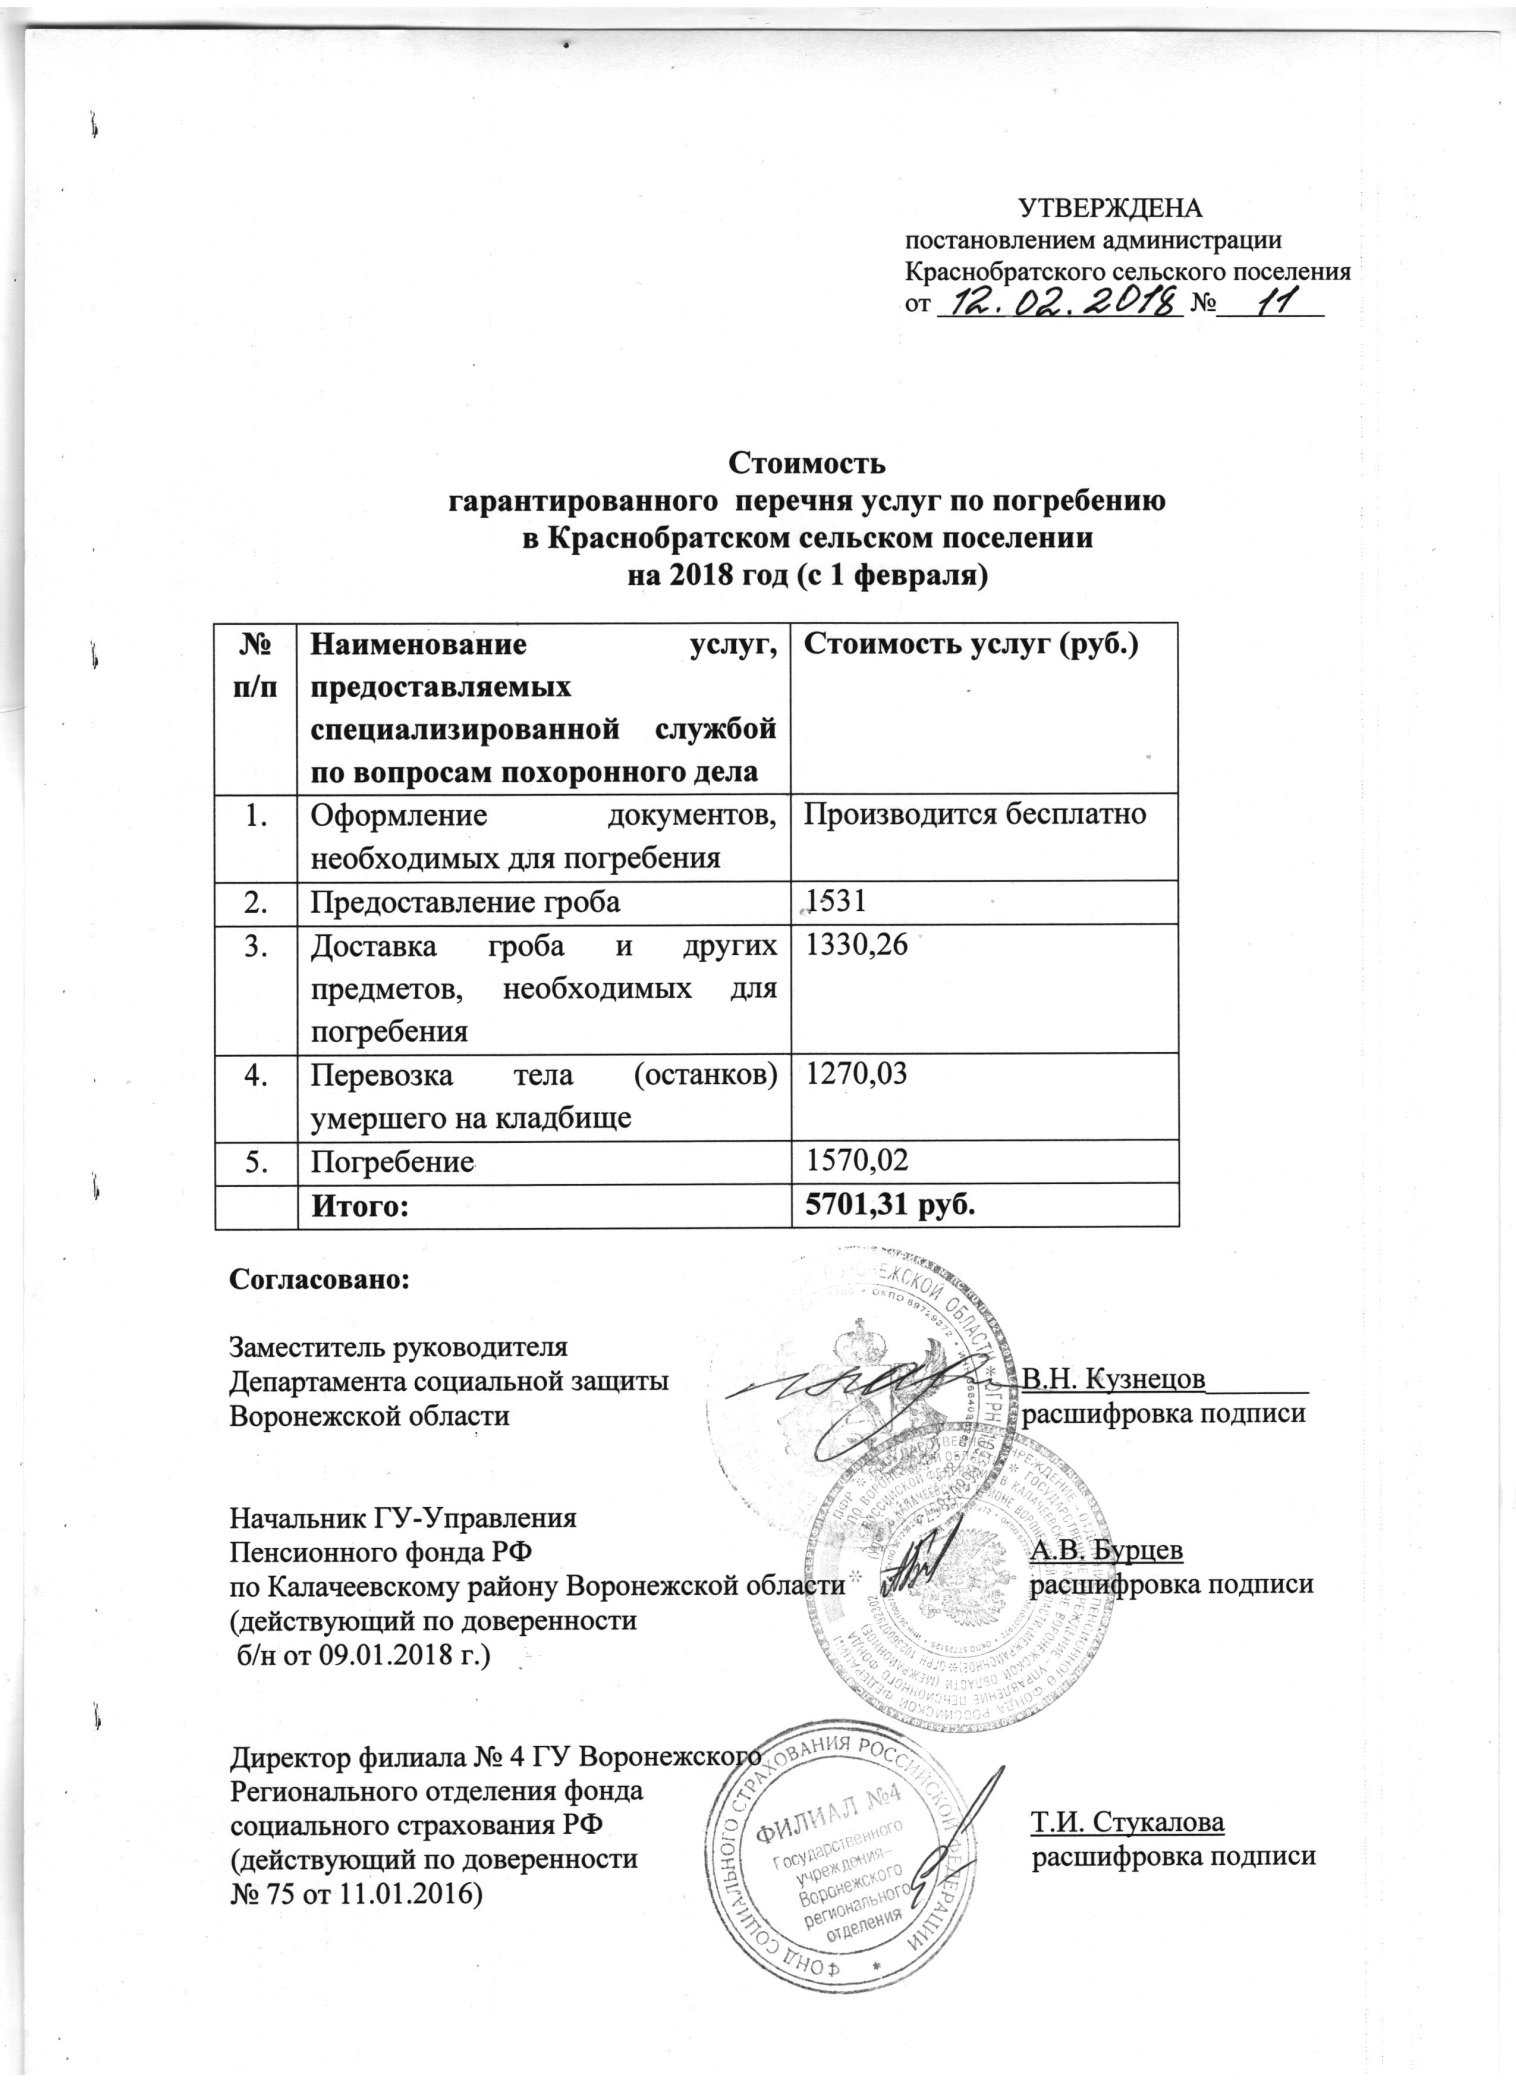 УТВЕРЖДЕНА
постановлением администрации
Краснобратского сельского поселения
от 12.02.2018 № 11
Стоимость
гарантированного перечня услуг по погребению
в Краснобратском сельском поселении
на 2018 год (с 1 февраля)
№ Наименование услуг, Стоимость услуг (руб.)
п/п предоставляемых
специализированной службой
по вопросам похоронного дела
1. Оформление документов, Производится бесплатно
необходимых для погребения
2. Предоставление гроба 1531
3. Доставка гроба и других 1330,26
предметов, необходимых для
погребения
4. Перевозка тела (останков) 1270,03
умершего на кладбище
5. Погребение 1570,02
Итого: 5701,31 руб.
Согласовано:
Заместитель руководителя
Департамента социальной защиты В.Н. Кузнецов
Воронежской области расшифровка подписи
Начальник ГУ-Управления
Пенсионного фонда РФ А.В. Бурцев
по Калачеевскому району Воронежской области расшифровка подписи
(действующий по доверенности
б/н от 09.01.2018 г.)
Директор филиала № 4 ГУ Воронежского
Регионального отделения фонда
социального страхования РФ Т.И. Стукалова
(действующий по доверенности расшифровка подписи
№ 75 от 11.01.2016)
ФОНД СОЦИАЛЬНОГО СТРАХОВАНИЯ РОССИЙСКОЙ ФЕДЕРАЦИИ *
ФИЛИАЛ №4
Государственного
учреждения–
Воронежского
регионального
отделения